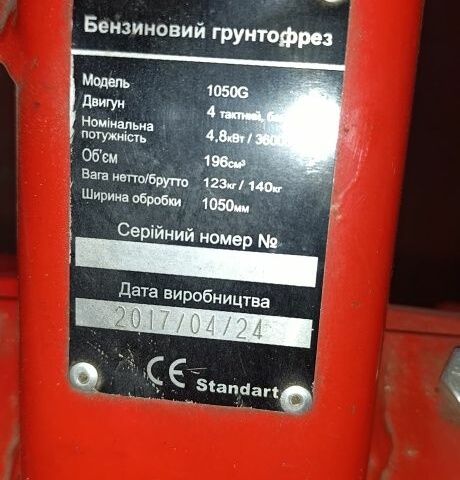 Бензиновий грунтофрез
Модель 1050G
Двигун 4 тактний,
Номінальна потужність 4,8кВт /
Об'єм 196см³
Вага нетто/брутто 123кг / 140кг
Ширина обробки 1050мм
Серійний номер №
Дата виробництва
2017/04/24
CE Standart